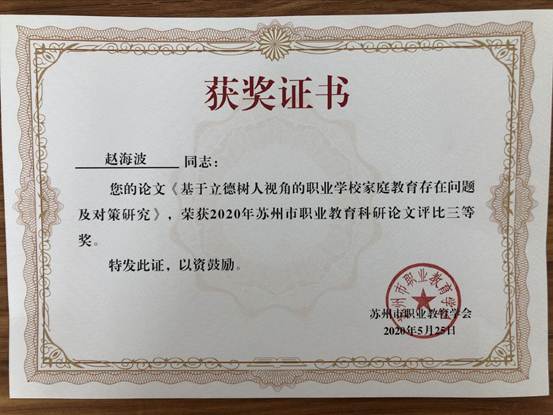 获奖证书
赵海波 同志：
您的论文《基于立德树人视角的职业学校家庭教育存在问题
及对策研究》，荣获2020年苏州市职业教育科研论文评比三等
奖。
特发此证，以资鼓励。
苏州市职业教育学会
苏州市职业教育学会
2020年5月25日